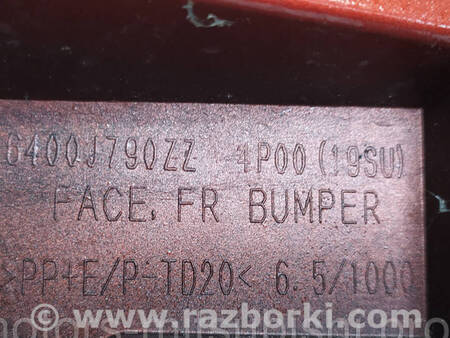 6400J790ZZ 4P00(19SU)
FACE, FR BUMPER
>PP+E/P-TD20< 6.5/1000
www.razborki.com